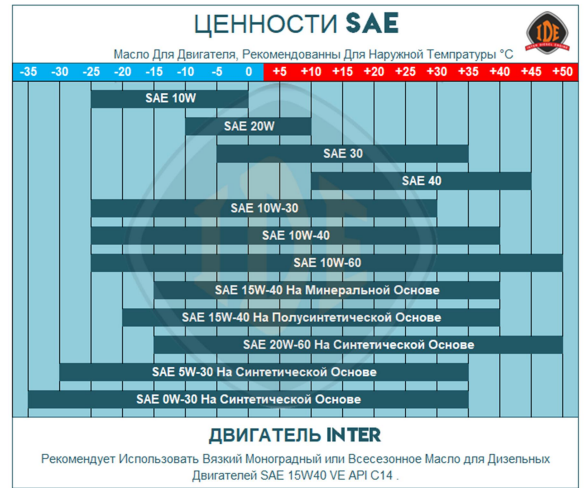 ЦЕННОСТИ SAE
IDE
Масло Для Двигателя, Рекомендованны Для Наружной Темпратуры °C
-35 -30 -25 -20 -15 -10 -5 0 +5 +10 +15 +20 +25 +30 +35 +40 +45 +50
SAE 10W
SAE 20W
SAE 30
SAE 40
SAE 10W-30
SAE 10W-40
SAE 10W-60
SAE 15W-40 На Минеральной Основе
SAE 15W-40 На Полусинтетической Основе
SAE 20W-60 На Синтетической Основе
SAE 5W-30 На Синтетической Основе
SAE 0W-30 На Синтетической Основе
ДВИГАТЕЛЬ INTER
Рекомендует Использовать Вязкий Моноградный или Всесезонное Масло для Дизельных
Двигателей SAE 15W40 VE API C14 .